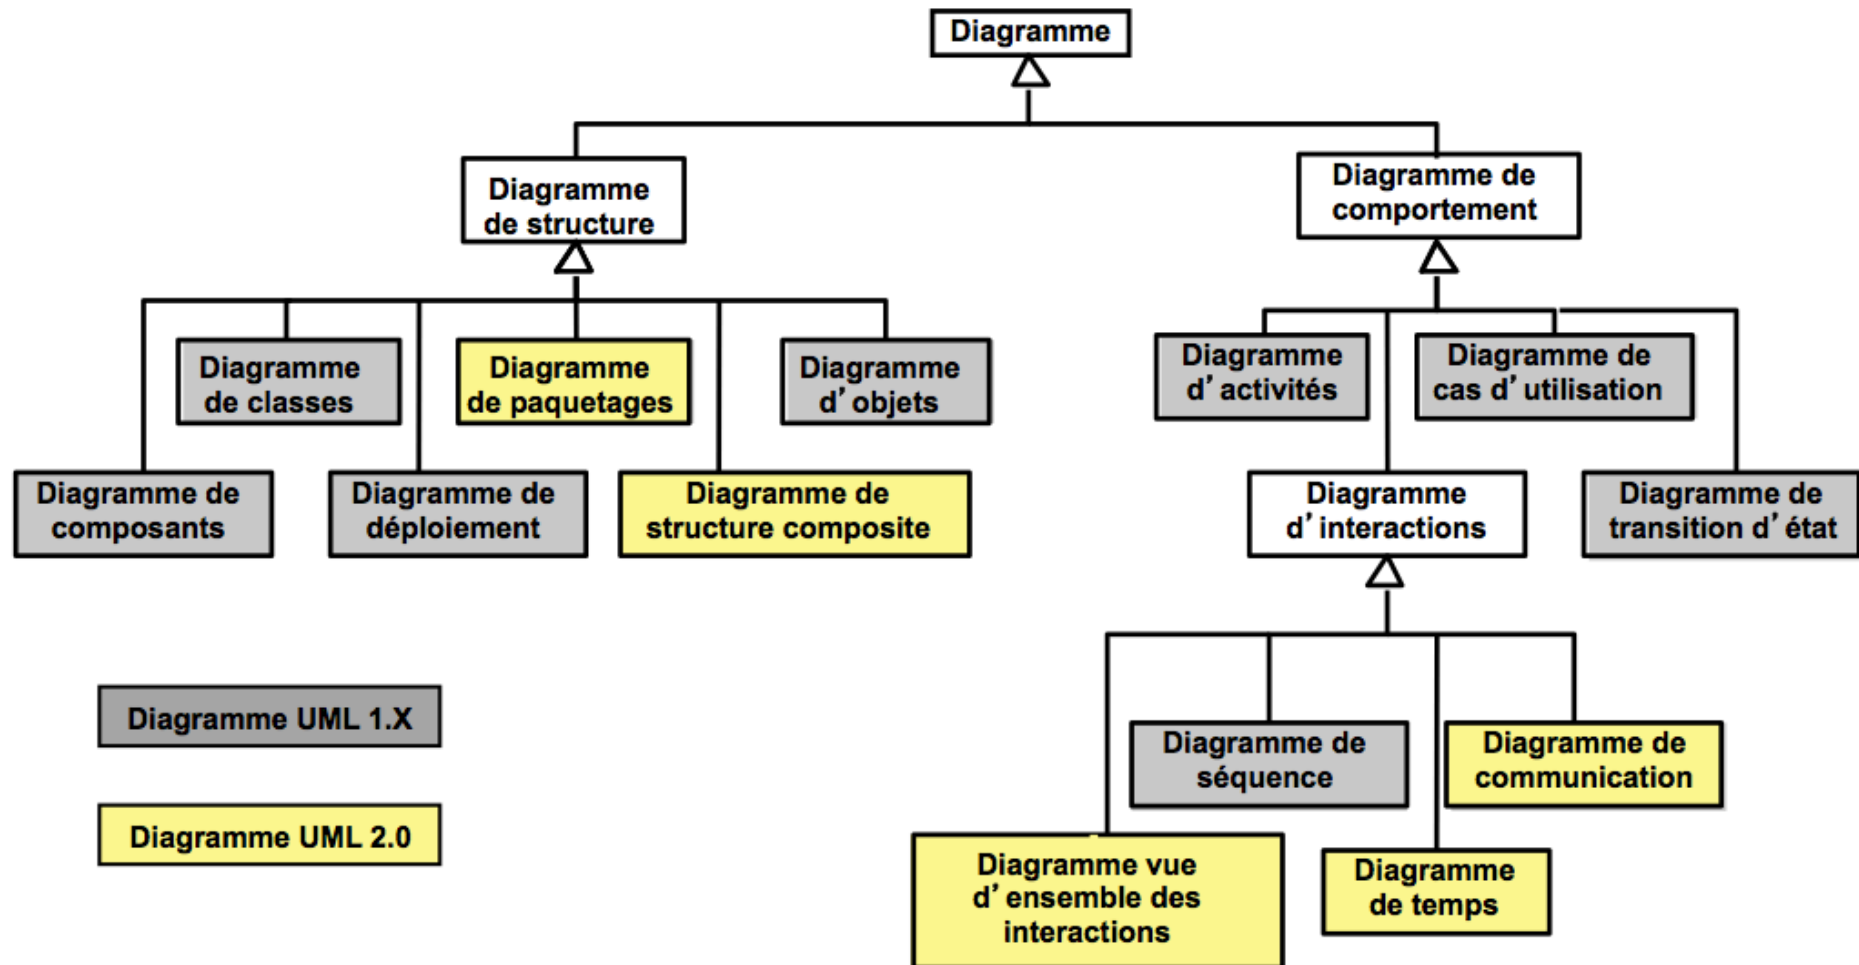 Diagramme
Diagramme
de structure
Diagramme de
comportement
Diagramme
de classes
Diagramme
de paquetages
Diagramme
d’objets
Diagramme
d’activités
Diagramme de
cas d’utilisation
Diagramme de
composants
Diagramme de
déploiement
Diagramme de
structure composite
Diagramme
d’interactions
Diagramme de
transition d’état
Diagramme UML 1.X
Diagramme de
séquence
Diagramme de
communication
Diagramme UML 2.0
Diagramme vue
d’ensemble des
interactions
Diagramme
de temps